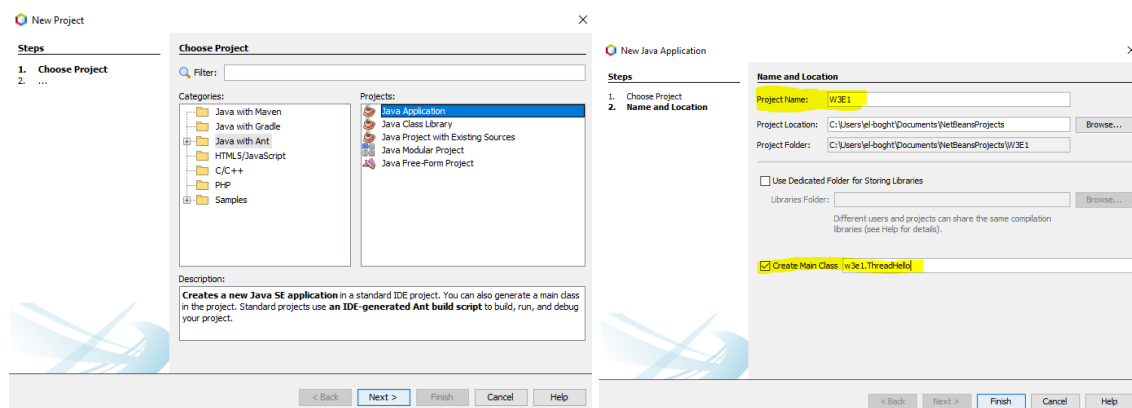 New Project
Steps
1. Choose Project
2. ...
Choose Project
Filter:
Categories:
Java with Maven
Java with Gradle
Java with Ant
HTML5/JavaScript
C/C++
PHP
Samples
Projects:
Java Application
Java Class Library
Java Project with Existing Sources
Java Modular Project
Java Free-Form Project
Description:
Creates a new Java SE application in a standard IDE project. You can also generate a main class
in the project. Standard projects use an IDE-generated Ant build script to build, run, and debug
your project.
< Back
Next >
Finish
Cancel
Help
New Java Application
Steps
1. Choose Project
2. Name and Location
Name and Location
Project Name: W3E1
Project Location: C:\Users\el-boght\Documents\NetBeansProjects Browse...
Project Folder: C:\Users\el-boght\Documents\NetBeansProjects\W3E1
Use Dedicated Folder for Storing Libraries
Libraries Folder: Browse...
Different users and projects can share the same compilation
libraries (see Help for details).
Create Main Class w3e1.ThreadHello
< Back
Next >
Finish
Cancel
Help